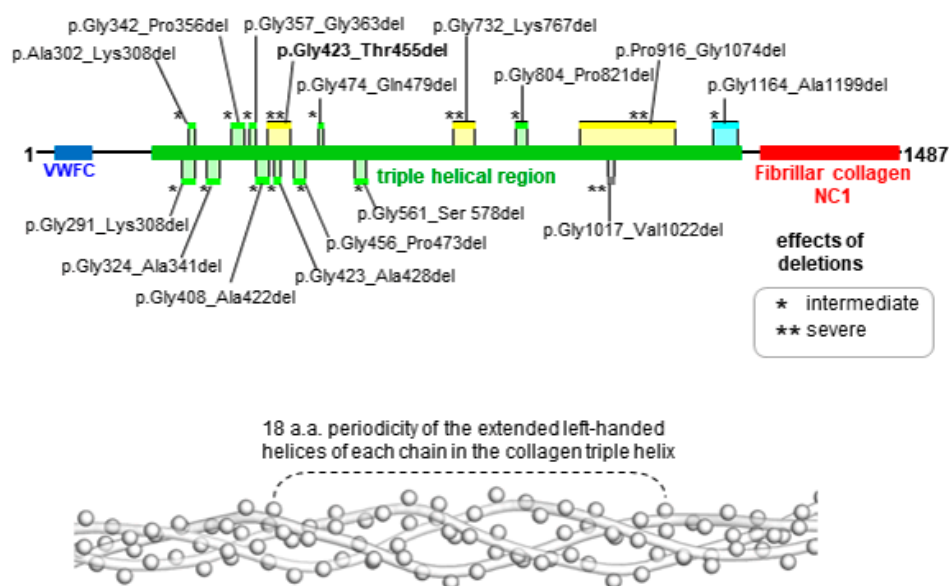 p.Gly342_Pro356del
p.Gly357_Gly363del
p.Gly732_Lys767del
p.Ala302_Lys308del
p.Gly423_Thr455del
p.Pro916_Gly1074del
p.Gly474_Gln479del
p.Gly804_Pro821del
p.Gly1164_Ala1199del
* * * ** * ** * ** *
1
1487
VWFC
triple helical region
Fibrillar collagen
NC1
* * * * * * **
p.Gly291_Lys308del
p.Gly561_Ser 578del
p.Gly1017_Val1022del
p.Gly456_Pro473del
p.Gly324_Ala341del
p.Gly423_Ala428del
p.Gly408_Ala422del
effects of
deletions
* intermediate
** severe
18 a.a. periodicity of the extended left-handed
helices of each chain in the collagen triple helix